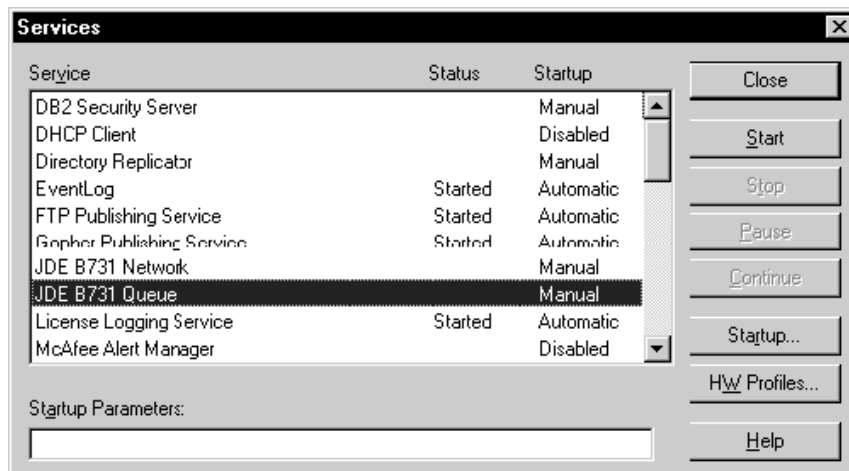 Services
Service Status Startup
DB2 Security Server Manual
DHCP Client Disabled
Directory Replicator Manual
EventLog Started Automatic
FTP Publishing Service Started Automatic
Gopher Publishing Service Started Automatic
JDE B731 Network Manual
JDE B731 Queue Manual
License Logging Service Started Automatic
McAfee Alert Manager Disabled
Startup Parameters:
Close
Start
Stop
Pause
Continue
Startup...
HW Profiles...
Help